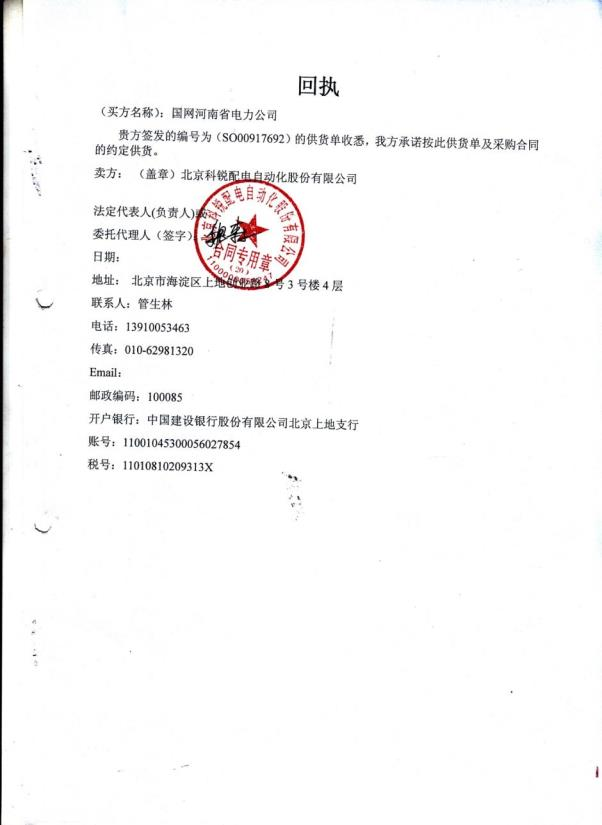 回执
（买方名称）：国网河南省电力公司
贵方签发的编号为（SO00917692）的供货单收悉，我方承诺按此供货单及采购合同
的约定供货。
卖方：（盖章）北京科锐配电自动化股份有限公司
法定代表人(负责人)或
委托代理人（签字）：
北京科锐配电自动化股份有限公司
合同专用章
（20）
日期：
地址：北京市海淀区上地创业路8号3号楼4层
联系人：管生林
电话：13910053463
传真：010-62981320
Email：
邮政编码：100085
开户银行：中国建设银行股份有限公司北京上地支行
账号：11001045300056027854
税号：11010810209313X